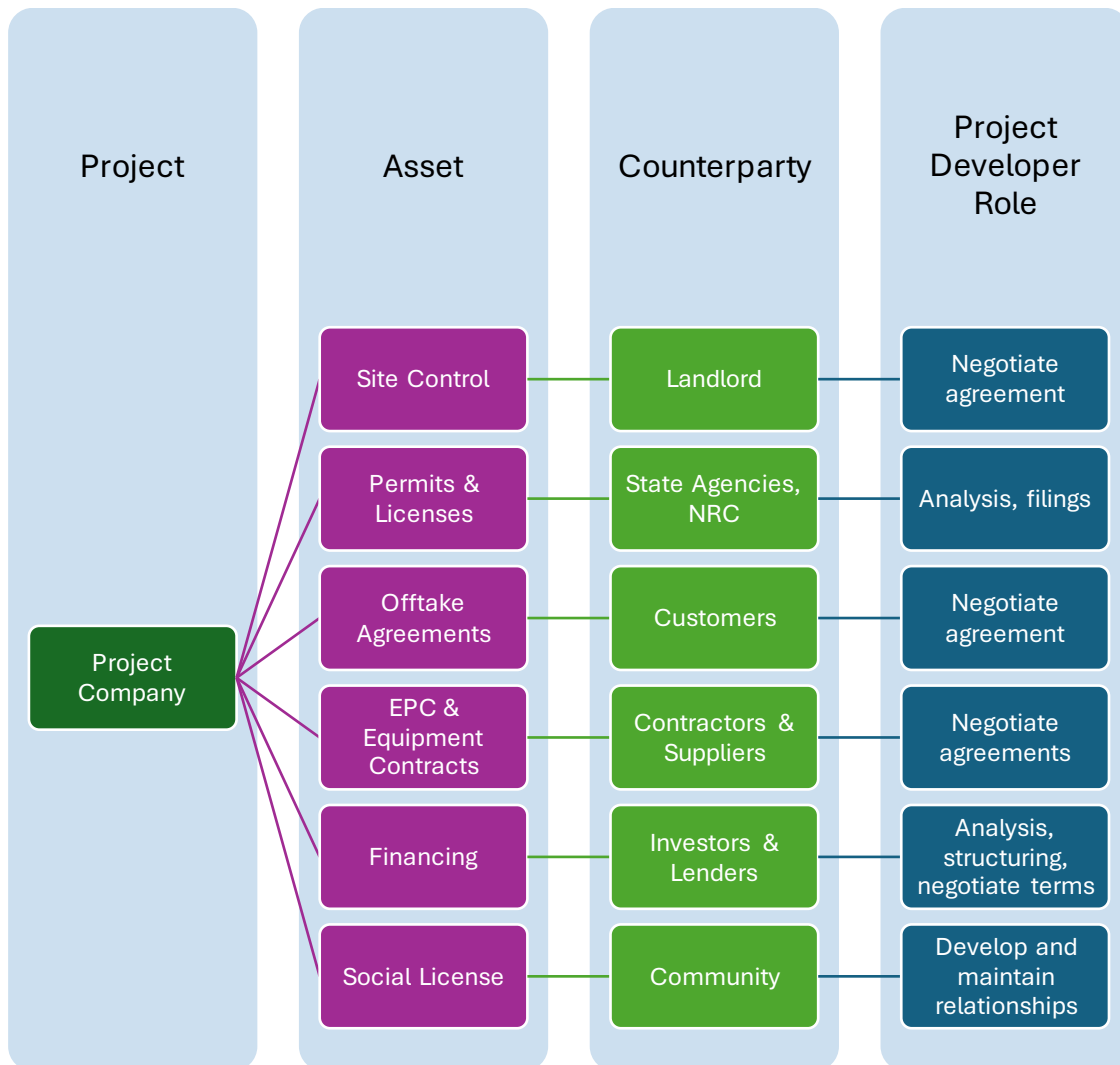 Project
Asset
Counterparty
Project
Developer
Role
Project
Company
Site Control
Landlord
Negotiate
agreement
Permits &
Licenses
State Agencies,
NRC
Analysis, filings
Offtake
Agreements
Customers
Negotiate
agreement
EPC &
Equipment
Contracts
Contractors &
Suppliers
Negotiate
agreements
Financing
Investors &
Lenders
Analysis,
structuring,
negotiate terms
Social License
Community
Develop and
maintain
relationships